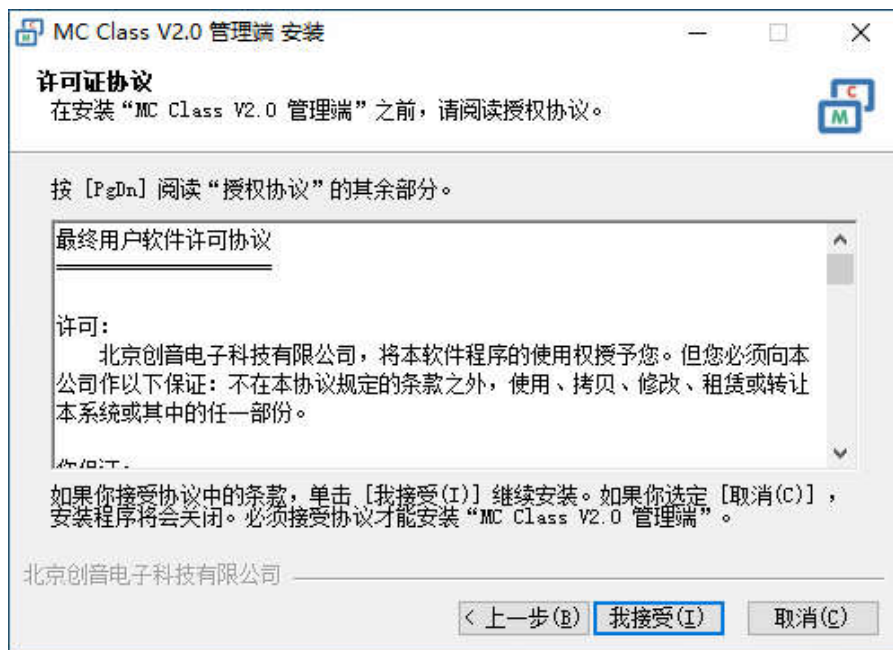 MC Class V2.0 管理端 安装
许可证协议
在安装“MC Class V2.0 管理端”之前，请阅读授权协议。
C
M
按 [PgDn] 阅读“授权协议”的其余部分。
最终用户软件许可协议
═══════════════════
许可：
北京创音电子科技有限公司，将本软件程序的使用权授予您。但您必须向本
公司作以下保证：不在本协议规定的条款之外，使用、拷贝、修改、租赁或转让
本系统或其中的任一部份。
如果你接受协议中的条款，单击 [我接受(I)] 继续安装。如果你选定 [取消(C)] ，
安装程序将会关闭。必须接受协议才能安装“MC Class V2.0 管理端”。
北京创音电子科技有限公司
< 上一步(B) 我接受(I) 取消(C)